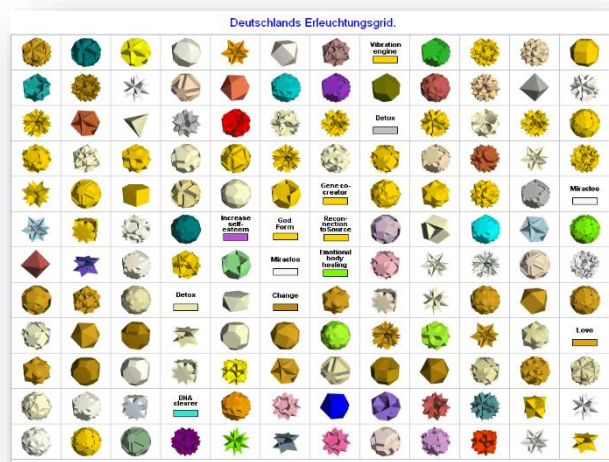 Deutschlands Erleuchtungsgrid.
Vibration
engine
Detox
Gene co-
creator
Miracles
Increase
self-
esteem
God
Form
Recon-
nection
toSource
Miracles
Emotional
body
healing
Detox
Change
Love
DNA
clearer